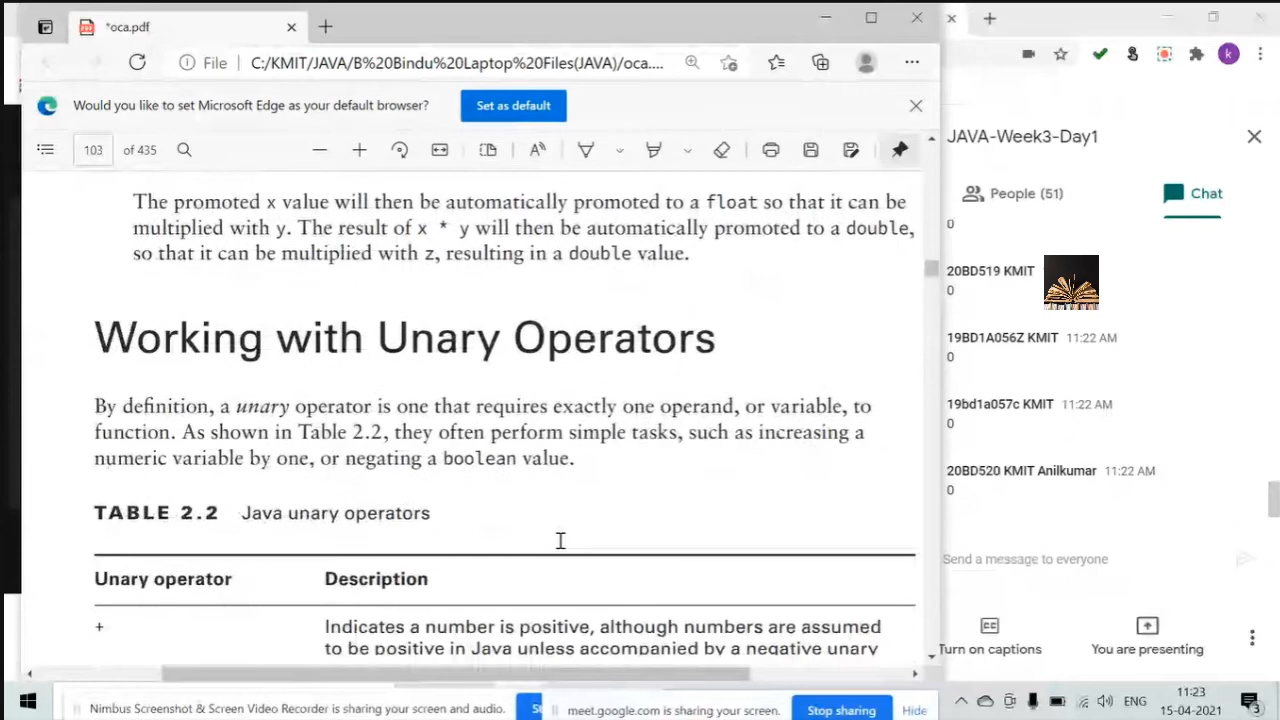 *oca.pdf
File
C:/KMIT/JAVA/B%20Bindu%20Laptop%20Files(JAVA)/oca....
k
Would you like to set Microsoft Edge as your default browser?
Set as default
103
of 435
The promoted x value will then be automatically promoted to a float so that it can be
multiplied with y. The result of x * y will then be automatically promoted to a double,
so that it can be multiplied with z, resulting in a double value.
Working with Unary Operators
By definition, a unary operator is one that requires exactly one operand, or variable, to
function. As shown in Table 2.2, they often perform simple tasks, such as increasing a
numeric variable by one, or negating a boolean value.
TABLE 2.2 Java unary operators
Unary operator Description
+ Indicates a number is positive, although numbers are assumed
to be positive in Java unless accompanied by a negative unary
JAVA-Week3-Day1
People (51)
Chat
0
20BD519 KMIT
0
19BD1A056Z KMIT 11:22 AM
0
19bd1a057c KMIT 11:22 AM
0
20BD520 KMIT Anilkumar 11:22 AM
0
Send a message to everyone
Turn on captions
You are presenting
Nimbus Screenshot & Screen Video Recorder is sharing your screen and audio.
meet.google.com is sharing your screen.
Stop sharing
Hide
ENG
11:23
15-04-2021
3